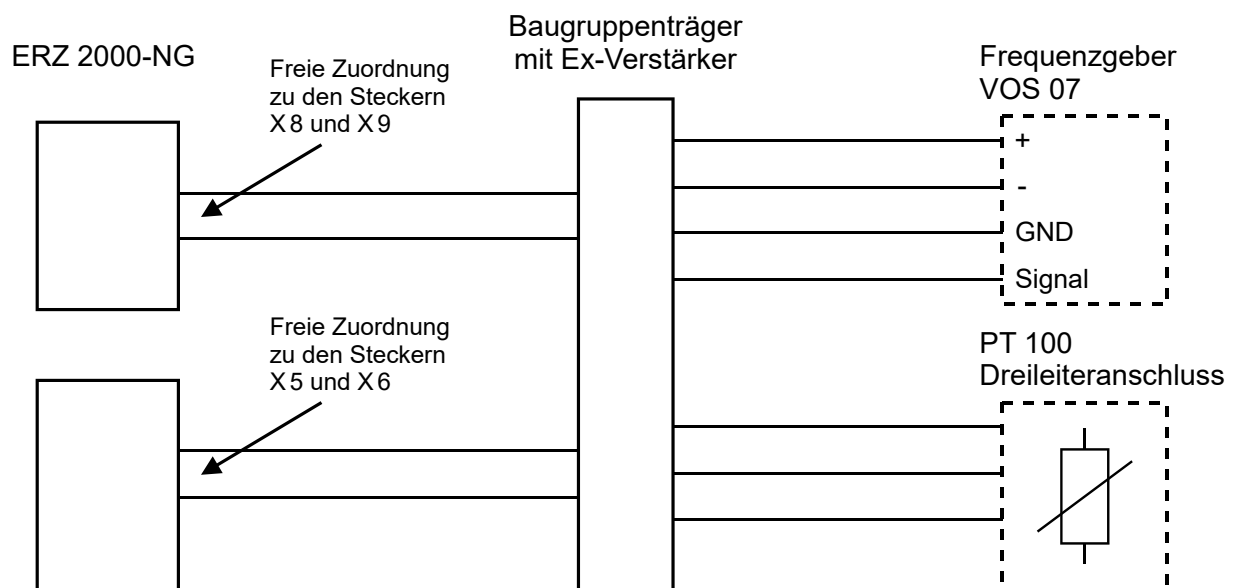 ERZ 2000-NG
Baugruppenträger
mit Ex-Verstärker
Freie Zuordnung
zu den Steckern
X 8 und X 9
Frequenzgeber
VOS 07
+
-
GND
Signal
Freie Zuordnung
zu den Steckern
X 5 und X 6
PT 100
Dreileiteranschluss